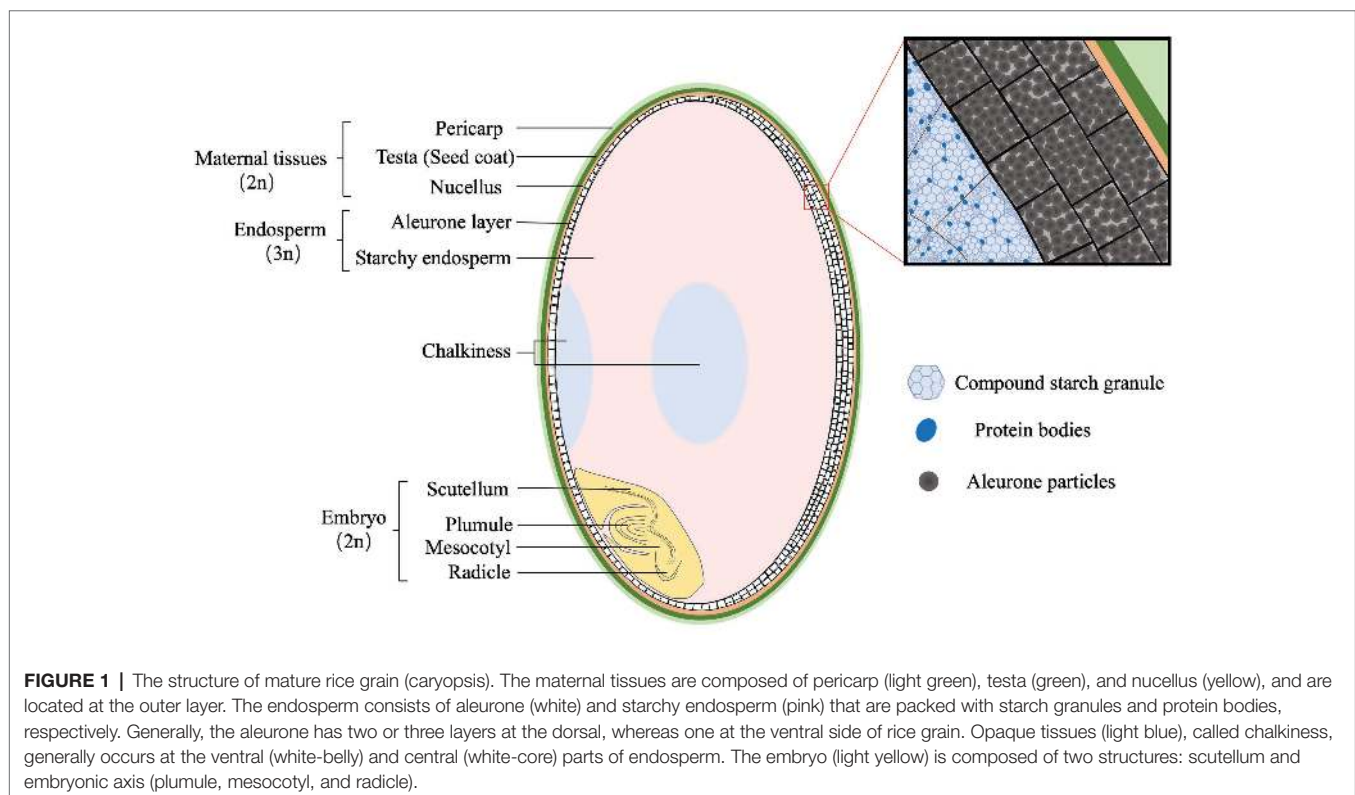 Pericarp
Maternal tissues
(2n)
Testa (Seed coat)
Nucellus
Endosperm
(3n)
Aleurone layer
Starchy endosperm
Chalkiness
Compound starch granule
Protein bodies
Aleurone particles
Embryo
(2n)
Scutellum
Plumule
Mesocotyl
Radicle
FIGURE 1 | The structure of mature rice grain (caryopsis). The maternal tissues are composed of pericarp (light green), testa (green), and nucellus (yellow), and are
located at the outer layer. The endosperm consists of aleurone (white) and starchy endosperm (pink) that are packed with starch granules and protein bodies,
respectively. Generally, the aleurone has two or three layers at the dorsal, whereas one at the ventral side of rice grain. Opaque tissues (light blue), called chalkiness,
generally occurs at the ventral (white-belly) and central (white-core) parts of endosperm. The embryo (light yellow) is composed of two structures: scutellum and
embryonic axis (plumule, mesocotyl, and radicle).